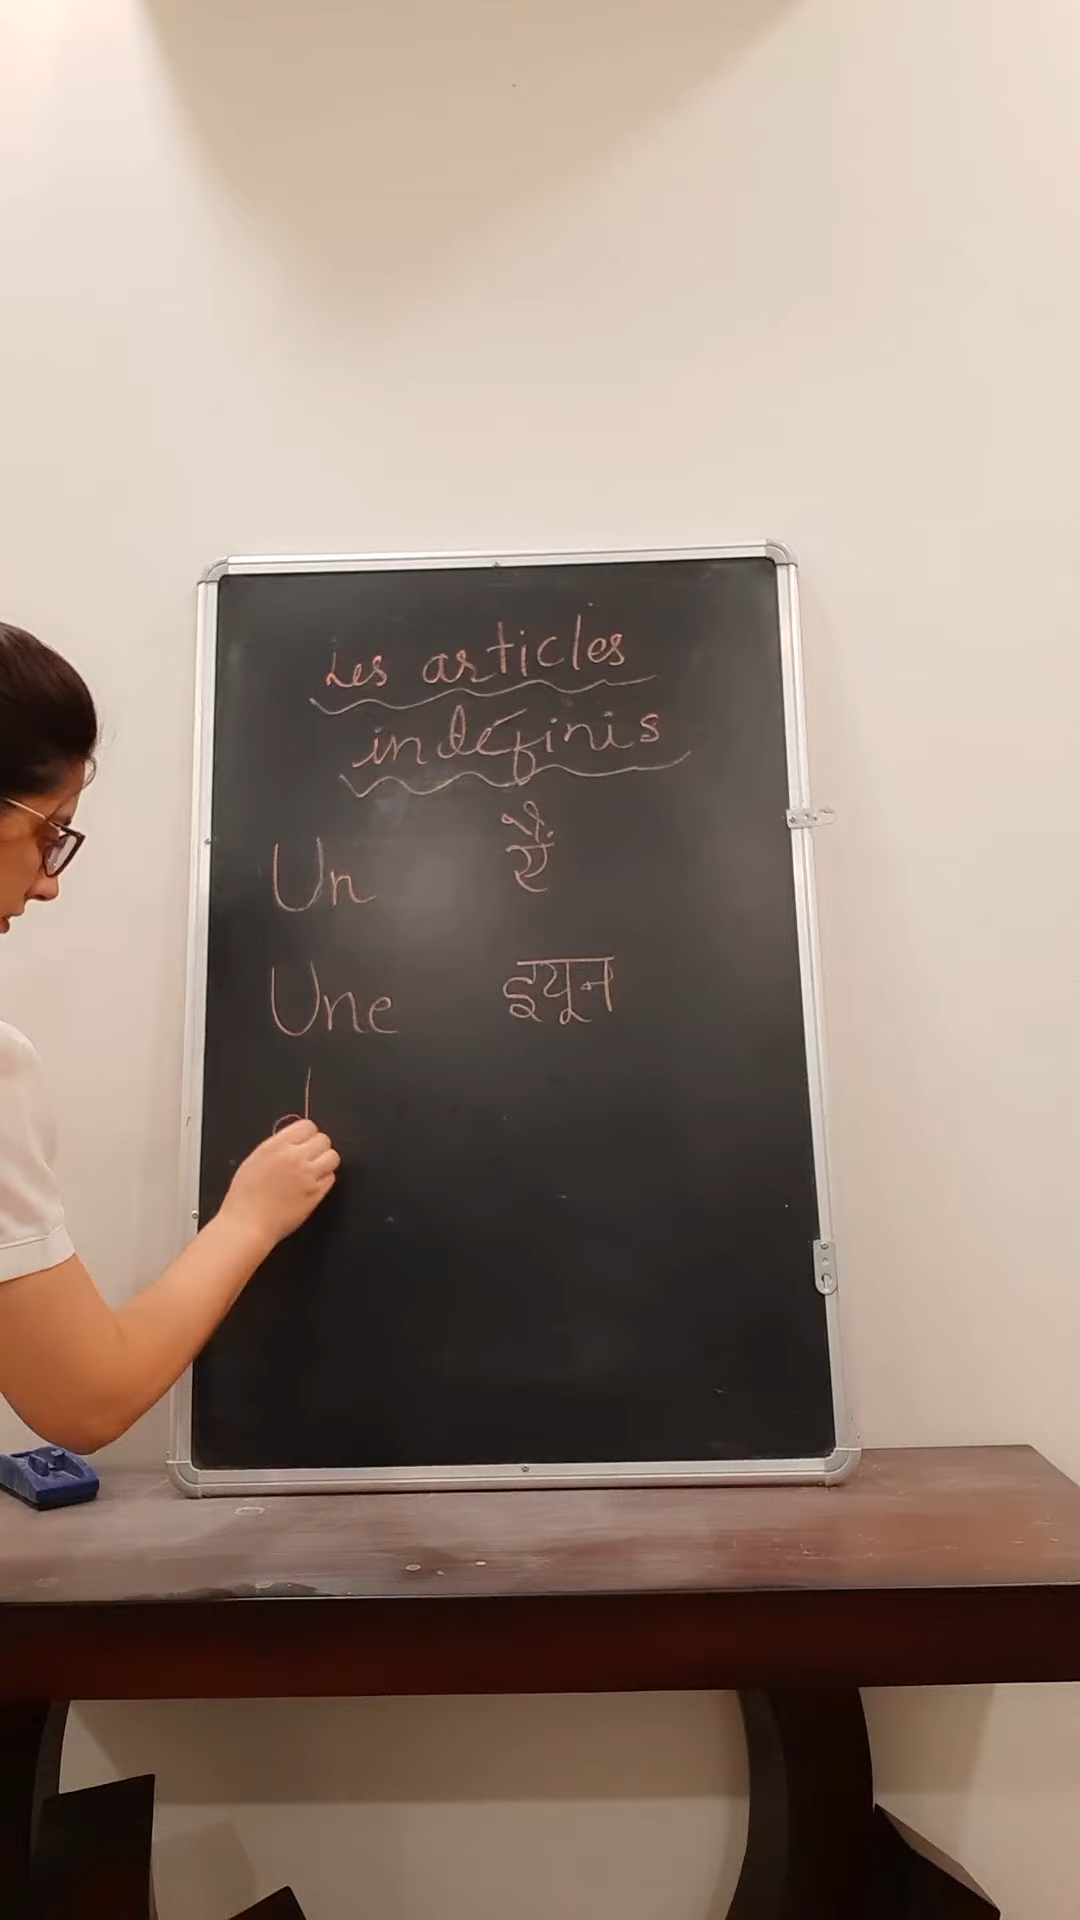 Les articles
indéfinis
Un
Une इयून
d